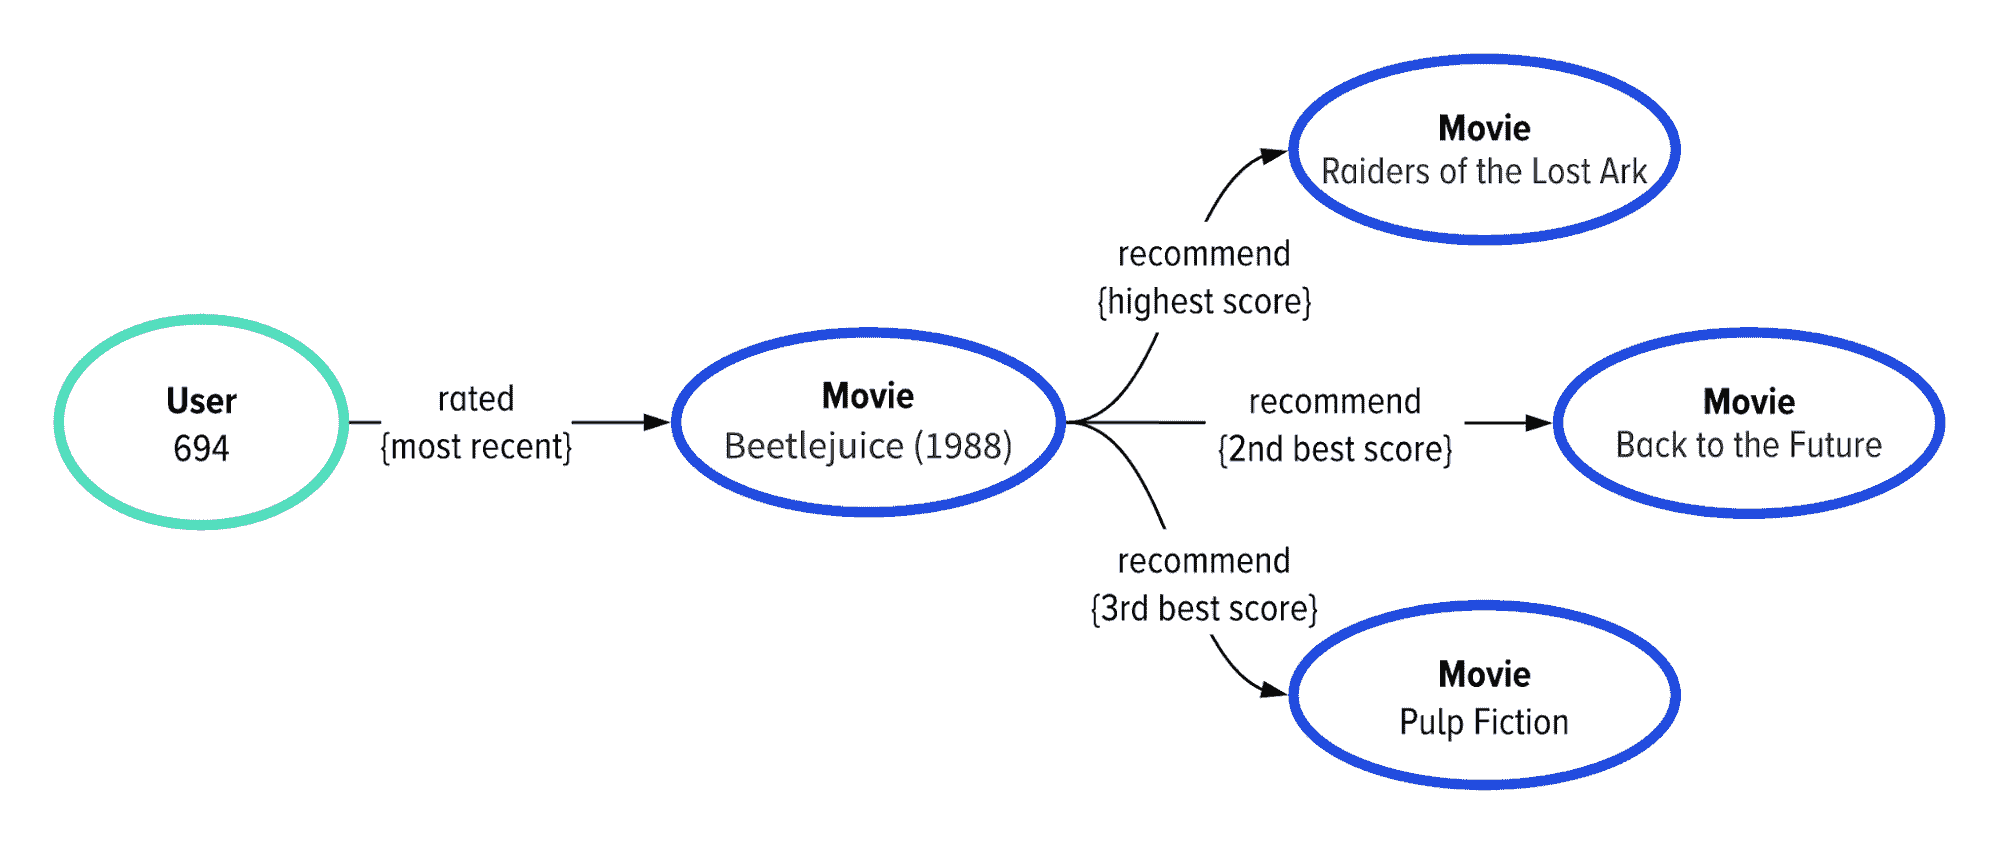 User
694
rated
{most recent}
Movie
Beetlejuice (1988)
recommend
{highest score}
Movie
Raiders of the Lost Ark
recommend
{2nd best score}
Movie
Back to the Future
recommend
{3rd best score}
Movie
Pulp Fiction